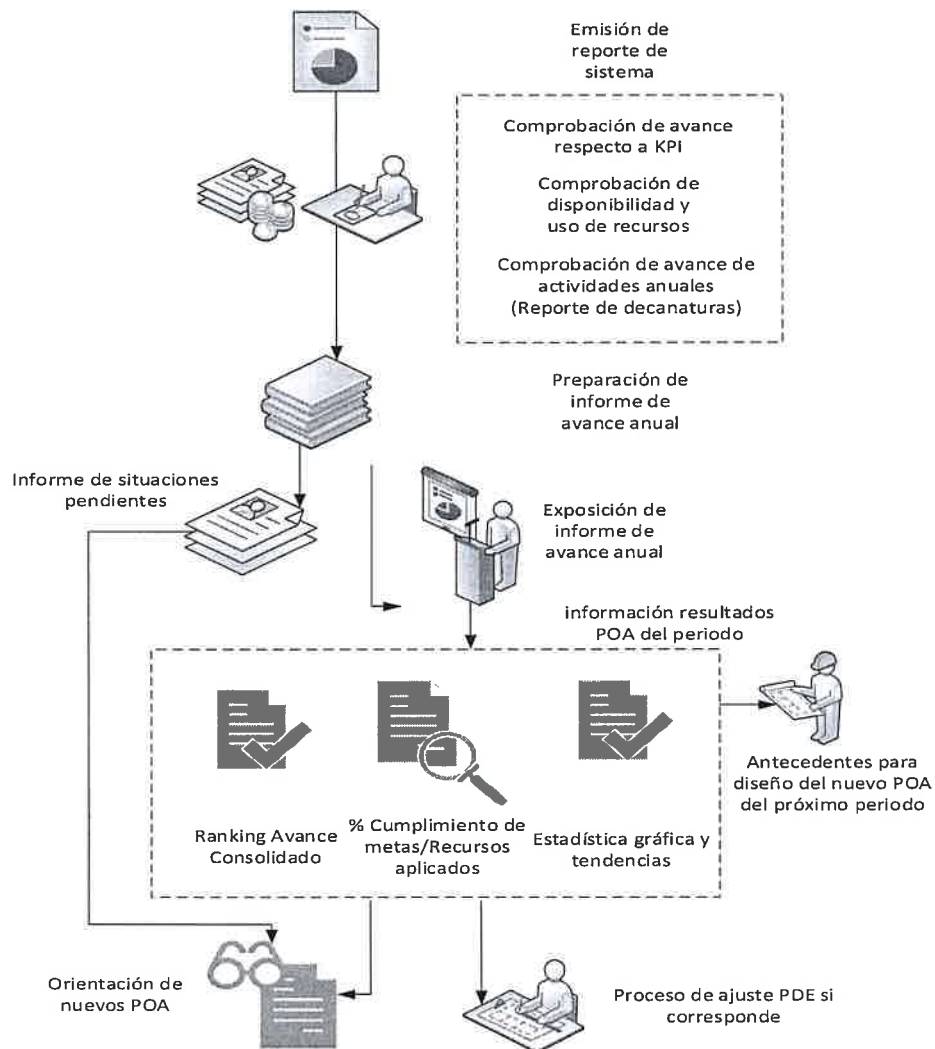 Emisión de
reporte de
sistema
Comprobación de avance
respecto a KPI
Comprobación de
disponibilidad y
uso de recursos
Comprobación de avance de
actividades anuales
(Reporte de decanaturas)
Preparación de
informe de
avance anual
Informe de situaciones
pendientes
Exposición de
informe de
avance anual
información resultados
POA del periodo
Ranking Avance
Consolidado
% Cumplimiento de
metas/Recursos
aplicados
Estadística gráfica y
tendencias
Antecedentes para
diseño del nuevo POA
del próximo periodo
Orientación de
nuevos POA
Proceso de ajuste PDE si
corresponde